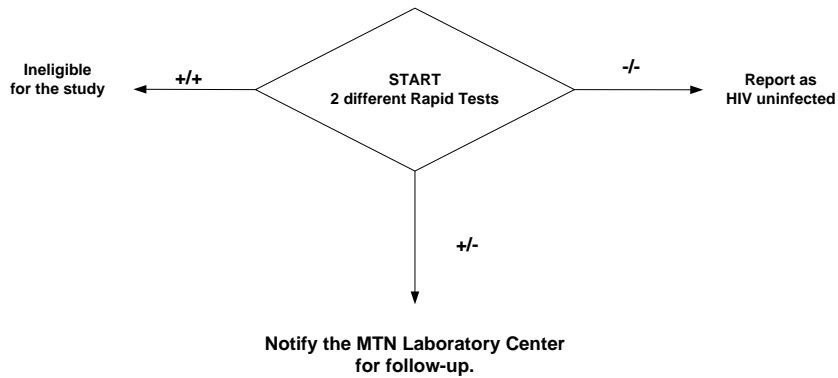 START
2 different Rapid Tests
+/+
Ineligible
for the study
-/-
Report as
HIV uninfected
+/-
Notify the MTN Laboratory Center
for follow-up.